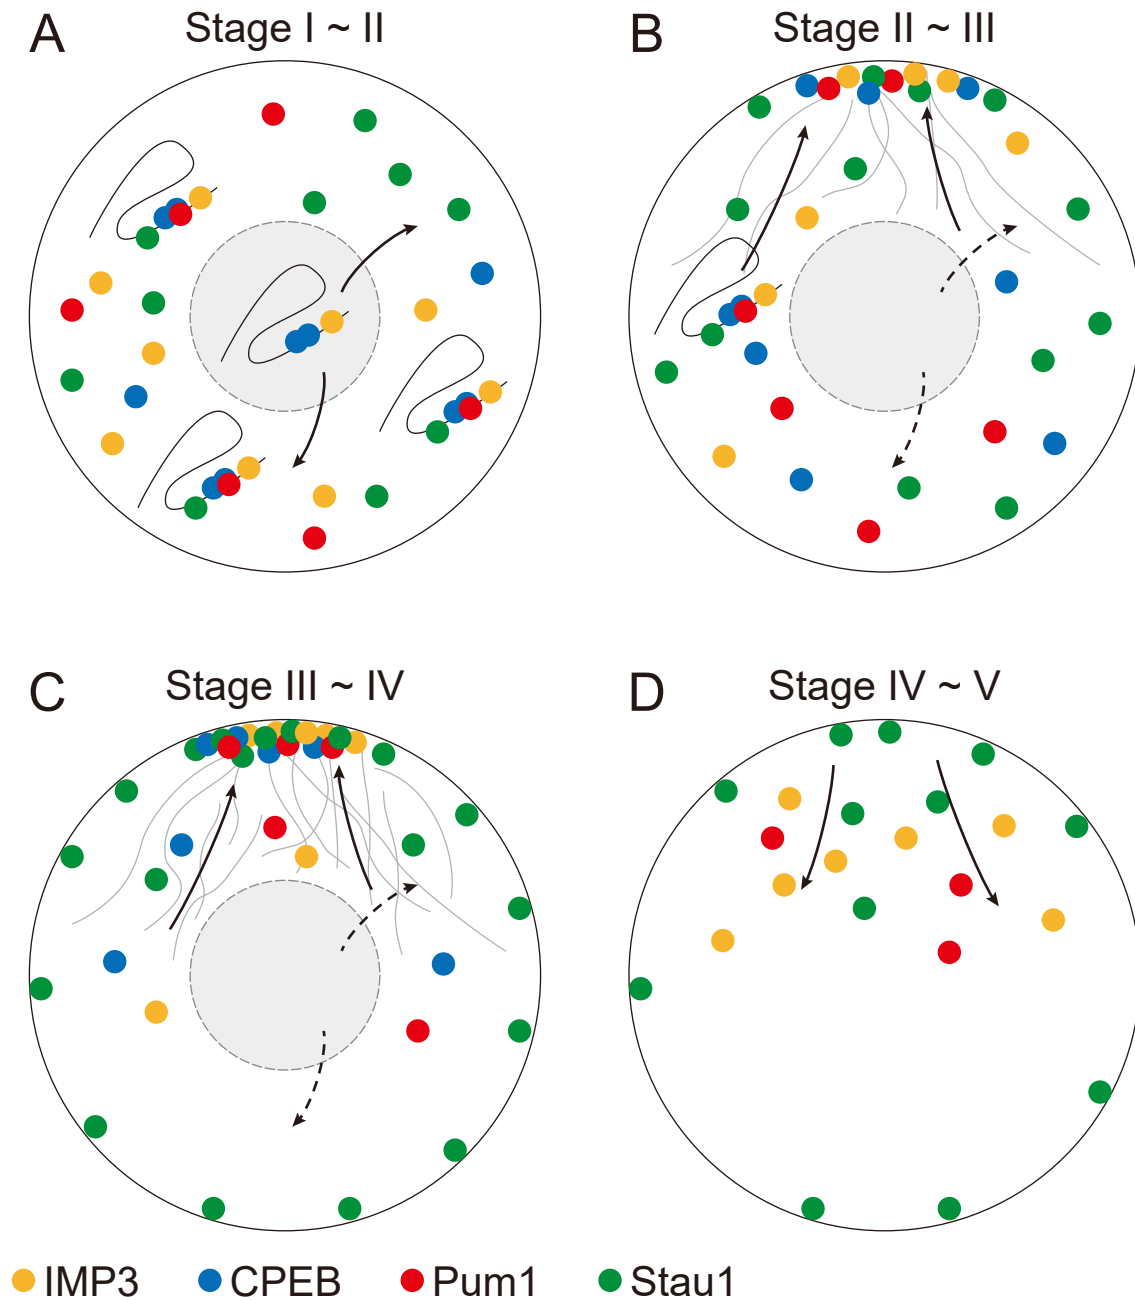 A Stage I ~ II
B Stage II ~ III
C Stage III ~ IV
D Stage IV ~ V
IMP3 CPEB Pum1 Stau1